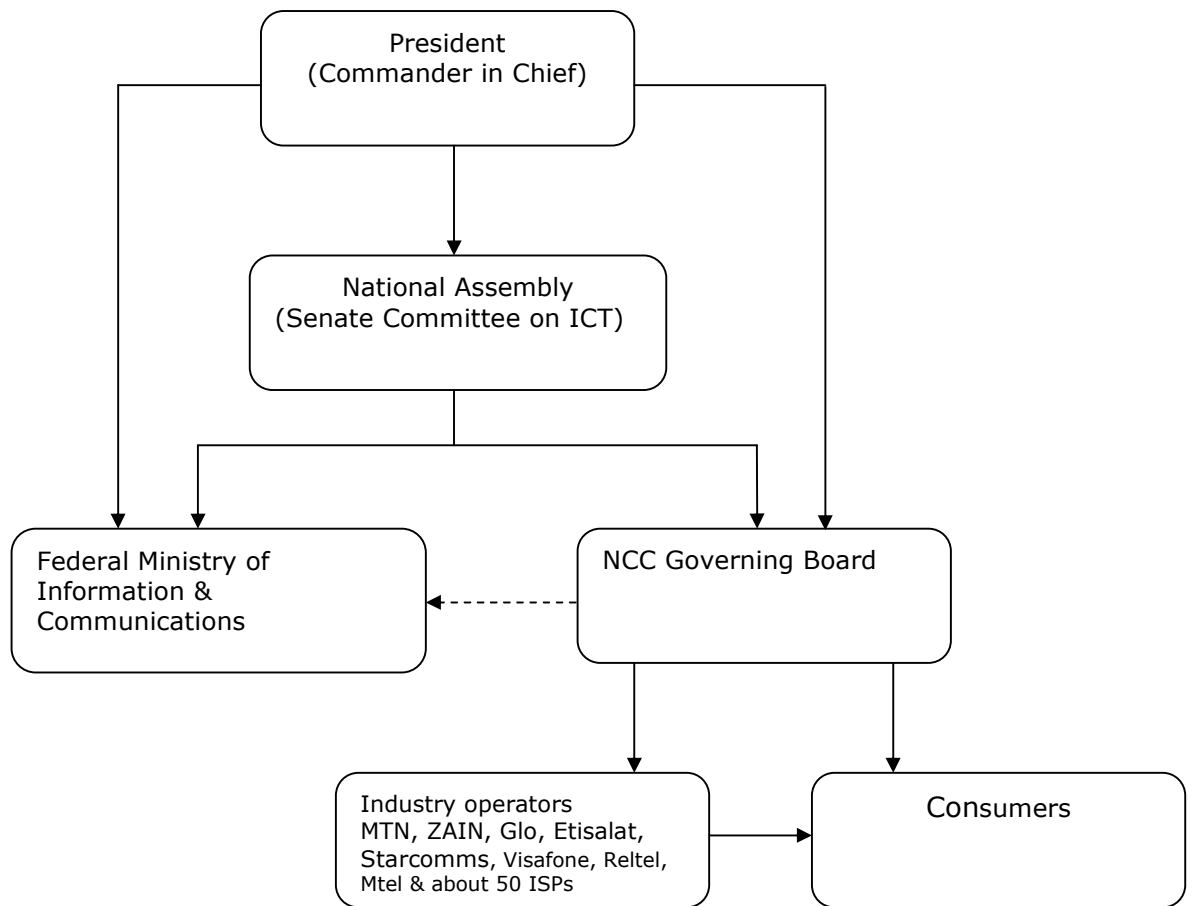 President
(Commander in Chief)
National Assembly
(Senate Committee on ICT)
Federal Ministry of
Information &
Communications
NCC Governing Board
Industry operators
MTN, ZAIN, Glo, Etisalat,
Starcomms, Visafone, Reltel,
Mtel & about 50 ISPs
Consumers